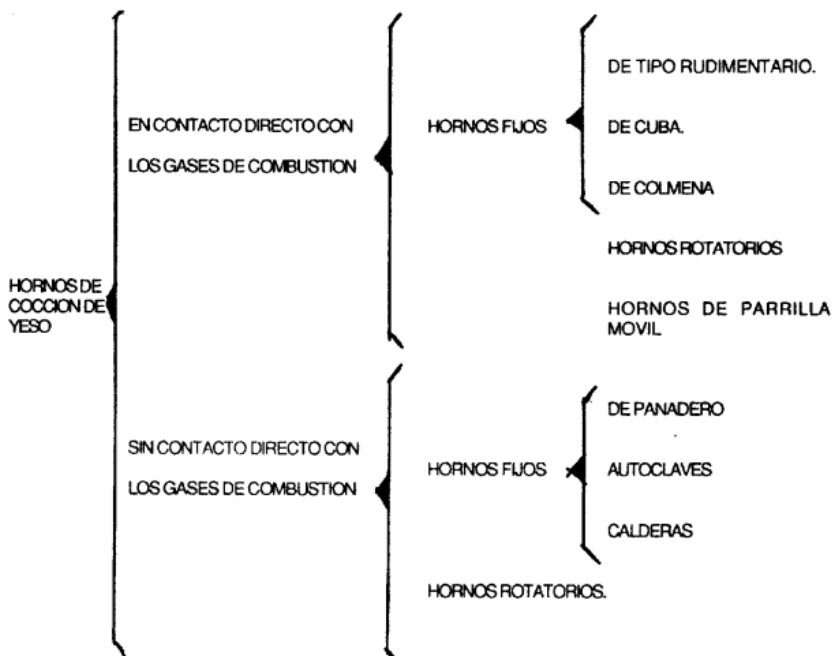 HORNOS DE
COCCION DE
YESO
EN CONTACTO DIRECTO CON
LOS GASES DE COMBUSTION
HORNOS FIJOS
DE TIPO RUDIMENTARIO.
DE CUBA.
DE COLMENA
HORNOS ROTATORIOS
HORNOS DE PARRILLA
MOVIL
SIN CONTACTO DIRECTO CON
LOS GASES DE COMBUSTION
HORNOS FIJOS
DE PANADERO
AUTOCLAVES
CALDERAS
HORNOS ROTATORIOS.